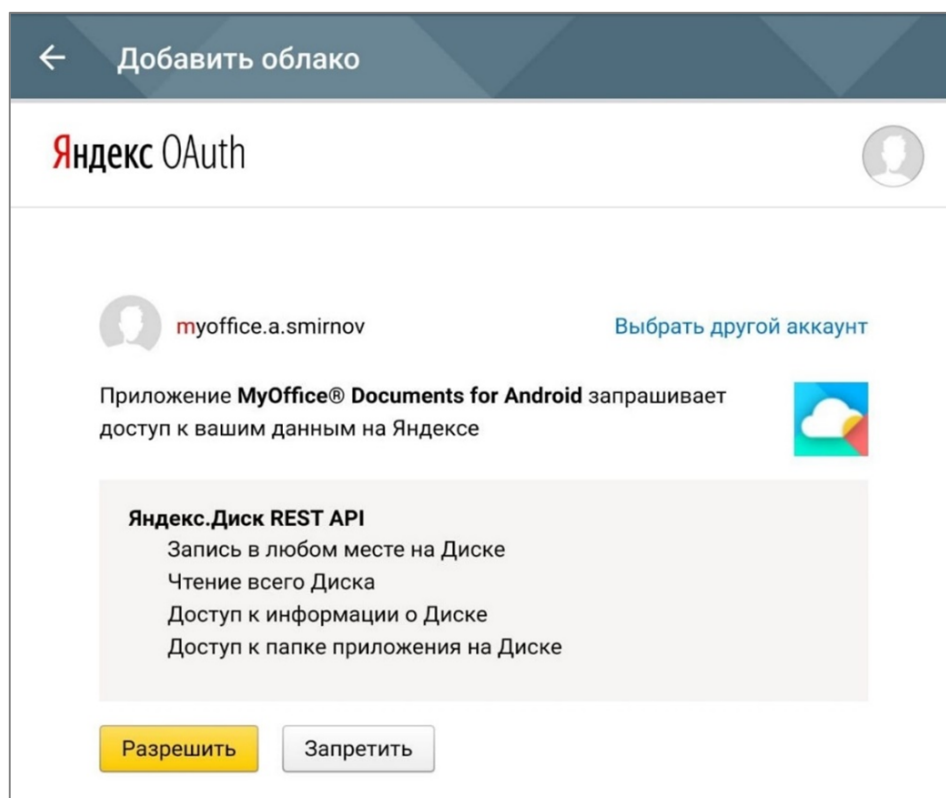 Добавить облако
Яндекс OAuth
myoffice.a.smirnov
Выбрать другой аккаунт
Приложение MyOffice® Documents for Android запрашивает
доступ к вашим данным на Яндексе
Яндекс.Диск REST API
Запись в любом месте на Диске
Чтение всего Диска
Доступ к информации о Диске
Доступ к папке приложения на Диске
Разрешить
Запретить